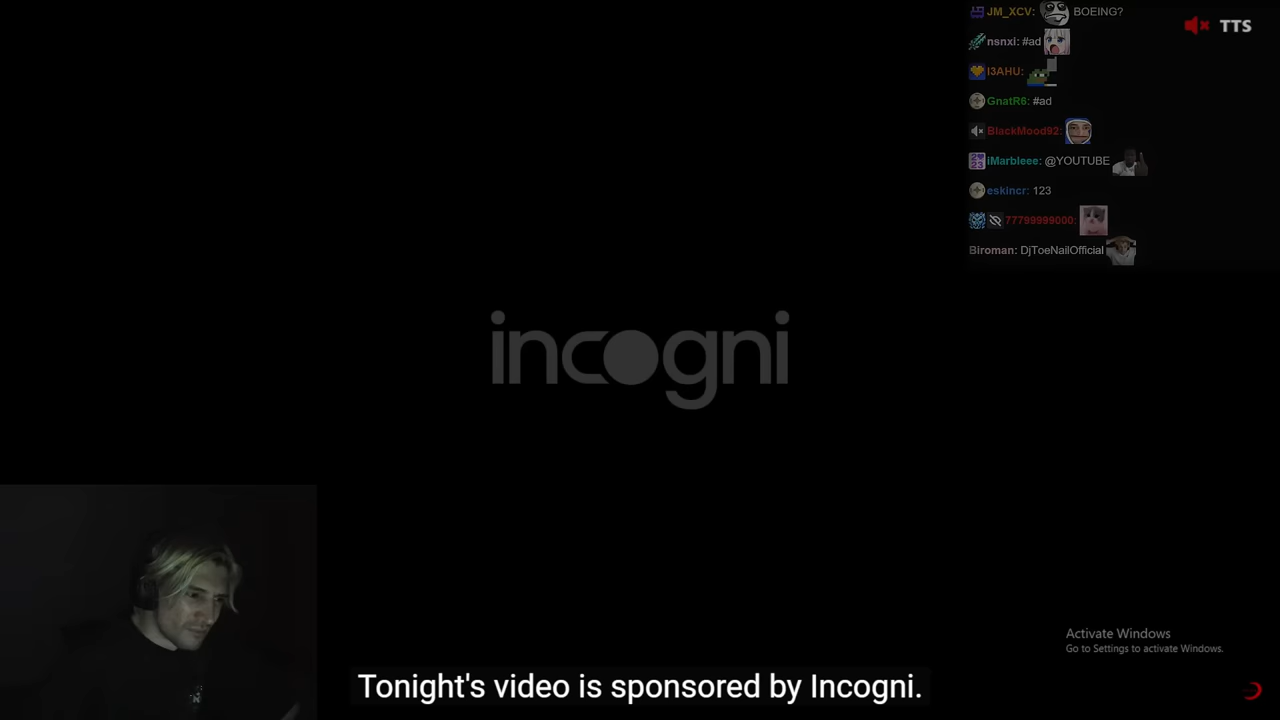 JM_XCV: BOEING?
TTS
nsnxi: #ad
I3AHU:
GnatR6: #ad
BlackMood92:
iMarbleee: @YOUTUBE
eskincr: 123
77799999000:
Biroman: DjToeNailOfficial
incogni
Activate Windows
Go to Settings to activate Windows.
Tonight's video is sponsored by Incogni.